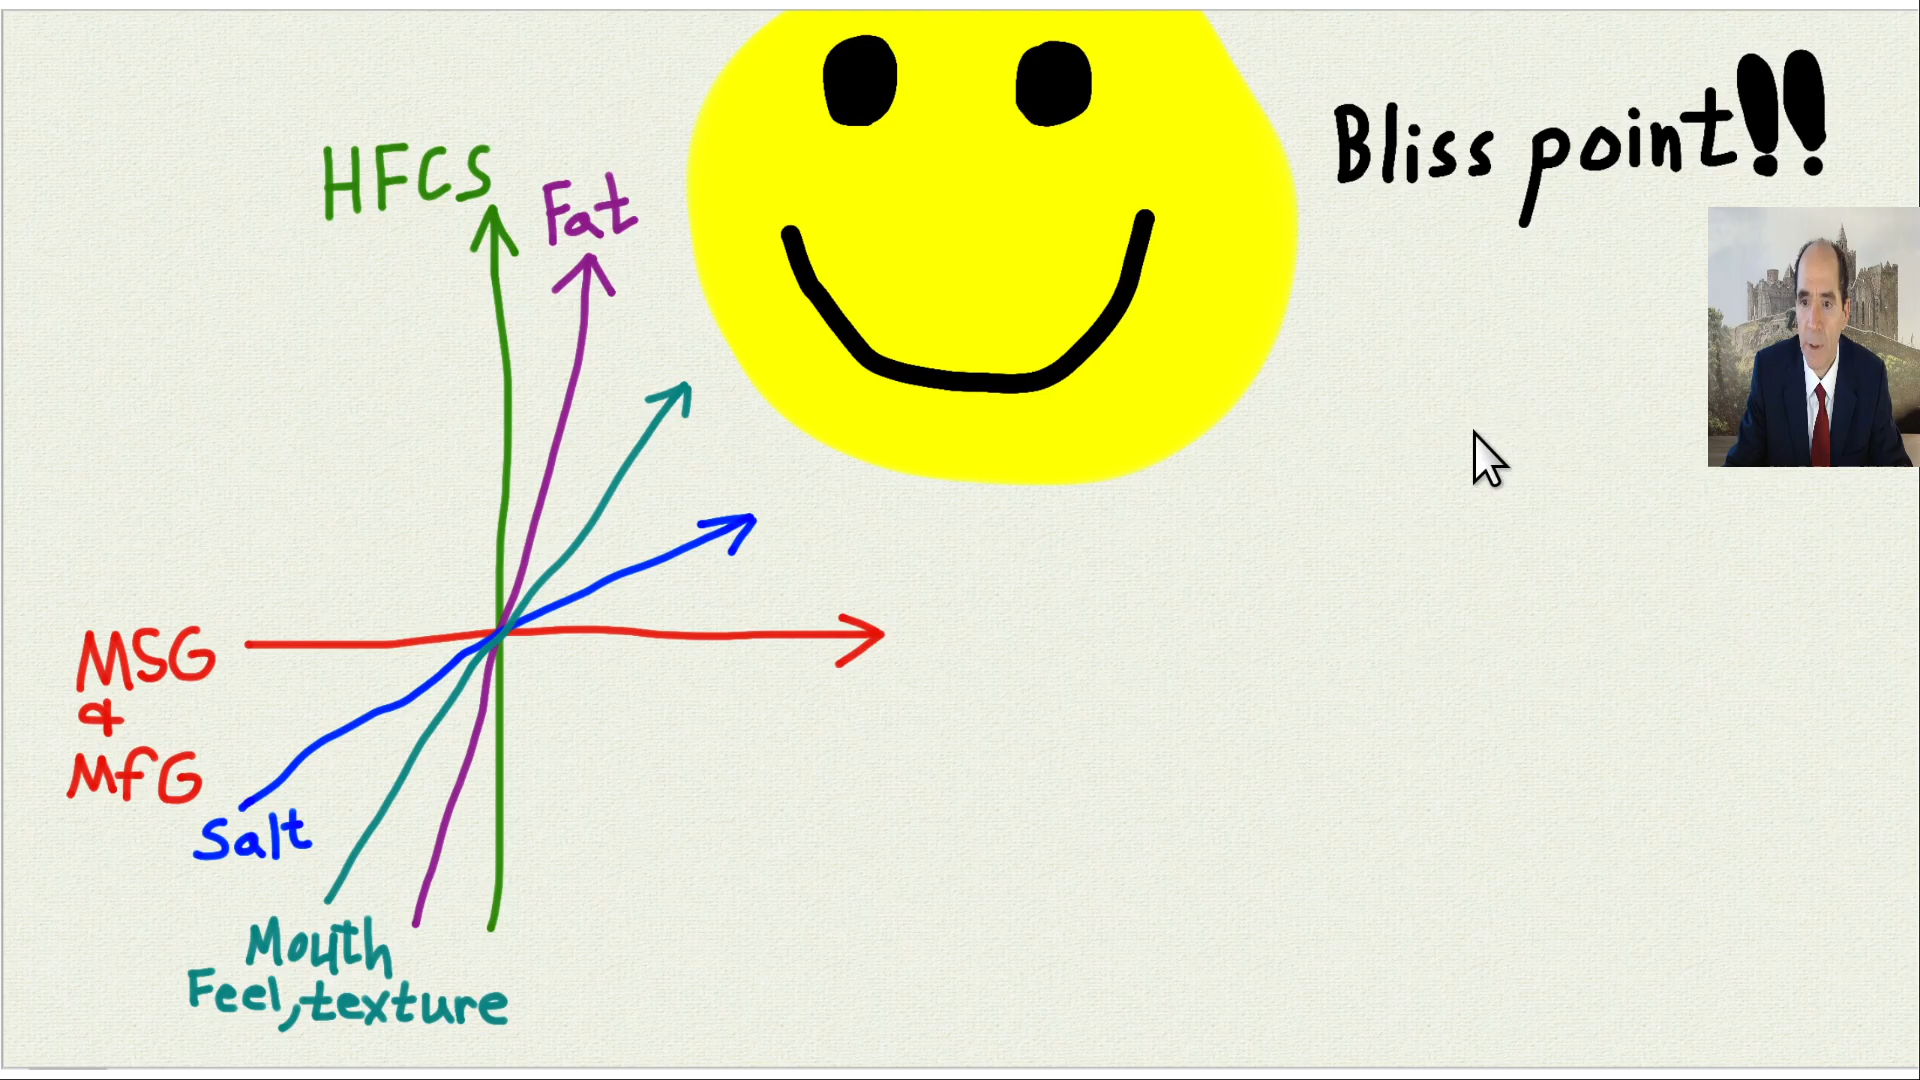 HFCS
Fat
Bliss point!!
MSG
&
MfG
Salt
Mouth
Feel, texture